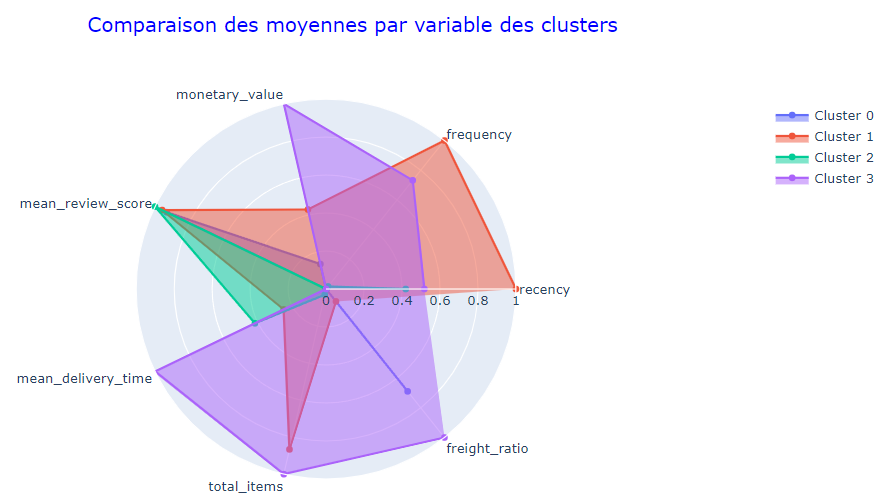 Comparaison des moyennes par variable des clusters
monetary_value
frequency
mean_review_score
recency
0 0.2 0.4 0.6 0.8 1
mean_delivery_time
freight_ratio
total_items
Cluster 0
Cluster 1
Cluster 2
Cluster 3